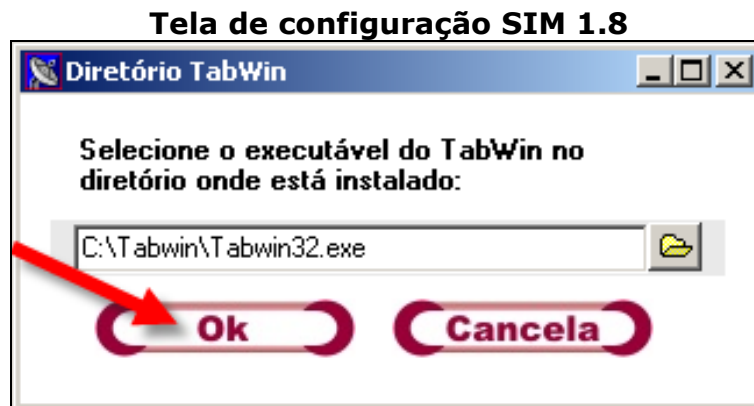 Tela de configuração SIM 1.8
Diretório TabWin
Selecione o executável do TabWin no
diretório onde está instalado:
C:\Tabwin\Tabwin32.exe
Ok Cancela